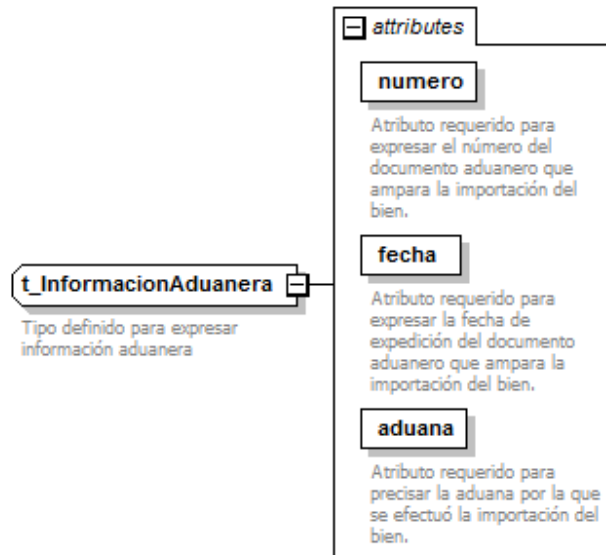 attributes
numero
Atributo requerido para
expresar el número del
documento aduanero que
ampara la importación del
bien.
t_InformacionAduanera
Tipo definido para expresar
información aduanera
fecha
Atributo requerido para
expresar la fecha de
expedición del documento
aduanero que ampara la
importación del bien.
aduana
Atributo requerido para
precisar la aduana por la que
se efectuó la importación del
bien.